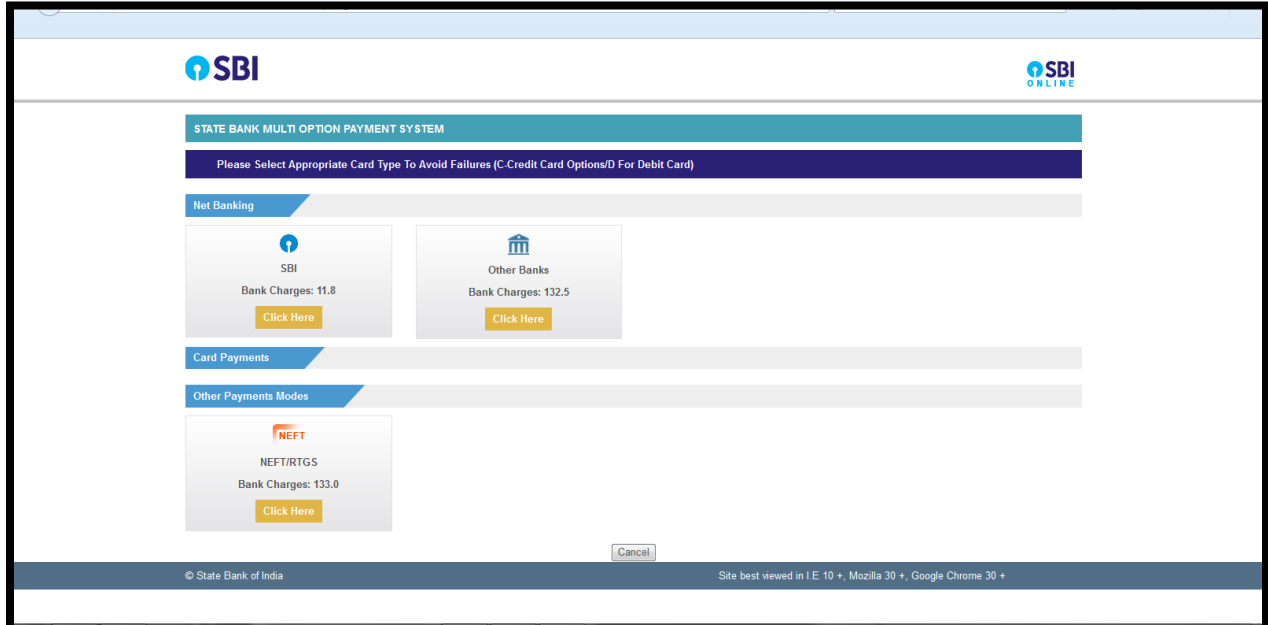 SBI
SBI
ONLINE
STATE BANK MULTI OPTION PAYMENT SYSTEM
Please Select Appropriate Card Type To Avoid Failures (C-Credit Card Options/D For Debit Card)
Net Banking
SBI
Bank Charges: 11.8
Click Here
Other Banks
Bank Charges: 132.5
Click Here
Card Payments
Other Payments Modes
NEFT
NEFT/RTGS
Bank Charges: 133.0
Click Here
Cancel
© State Bank of India
Site best viewed in I.E 10 +, Mozilla 30 +, Google Chrome 30 +